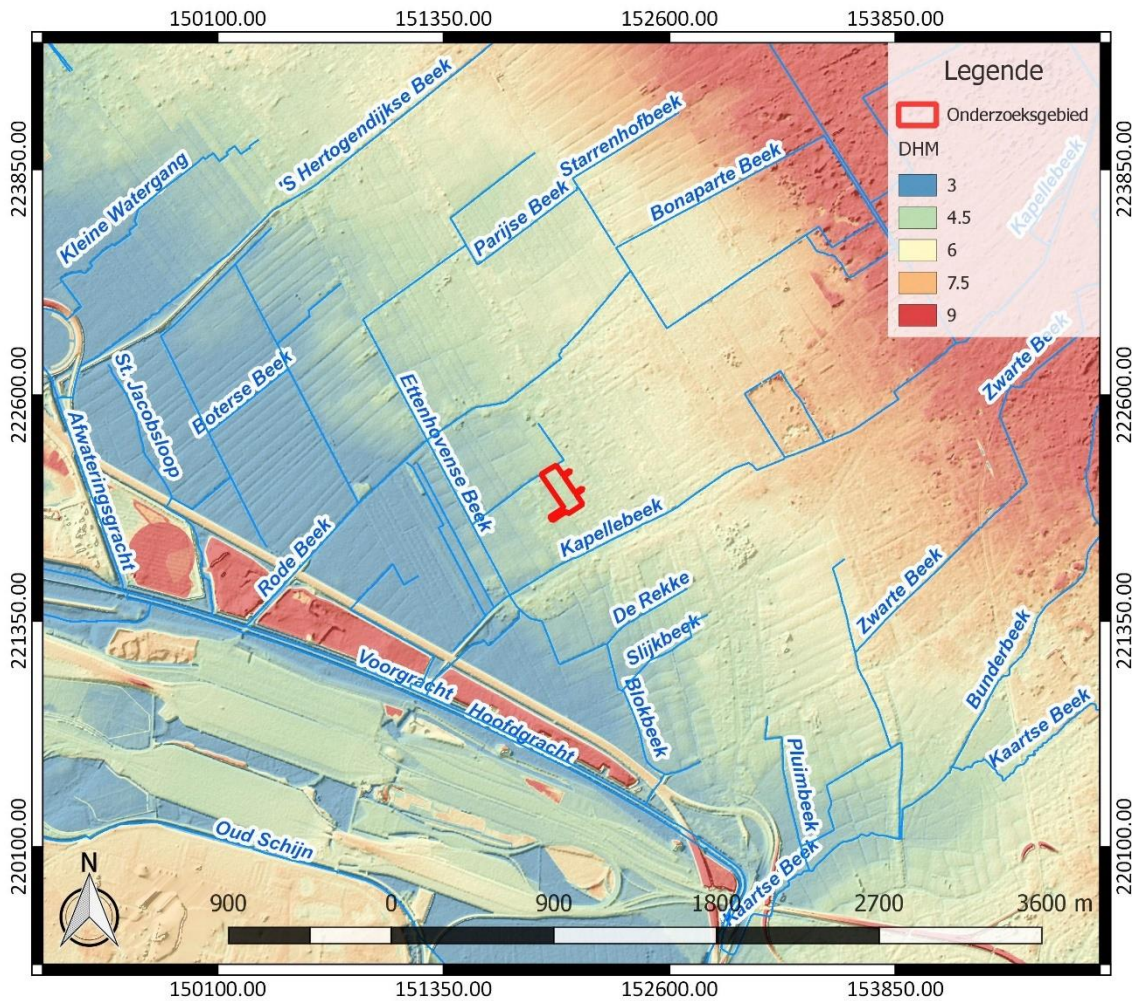 150100.00 151350.00 152600.00 153850.00
Legende
Onderzoeksgebied
DHM
3
4.5
6
7.5
9
223850.00
223850.00
222600.00
222600.00
221350.00
221350.00
220100.00
220100.00
Kleine Watergang
'S Hertogendijkse Beek
Starrenhofbeek
Parijse Beek
Bonaparte Beek
Kapellebeek
Zwarte Beek
St. Jacobsloop
Boterse Beek
Ettenhovense Beek
Afwateringsgracht
Rode Beek
Kapellebeek
De Rekke
Slijkbeek
Zwarte Beek
Voorgracht
Hoofdgracht
Blokbeek
Bunderbeek
Kaartse Beek
Pluimbeek
Oud Schijn
Kaartse Beek
N
900 0 900 1800 2700 3600 m
150100.00 151350.00 152600.00 153850.00